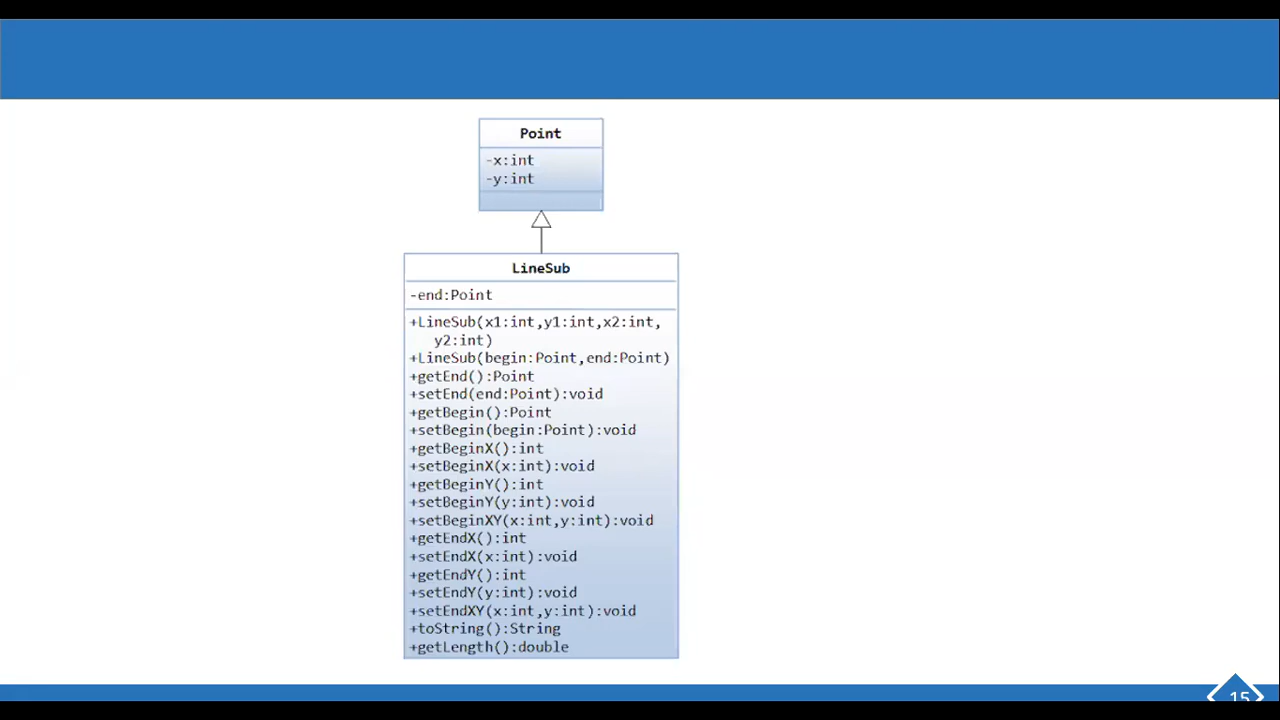 Point
-x:int
-y:int
LineSub
-end:Point
+LineSub(x1:int,y1:int,x2:int,
y2:int)
+LineSub(begin:Point,end:Point)
+getEnd():Point
+setEnd(end:Point):void
+getBegin():Point
+setBegin(begin:Point):void
+getBeginX():int
+setBeginX(x:int):void
+getBeginY():int
+setBeginY(y:int):void
+setBeginXY(x:int,y:int):void
+getEndX():int
+setEndX(x:int):void
+getEndY():int
+setEndY(y:int):void
+setEndXY(x:int,y:int):void
+toString():String
+getLength():double
15